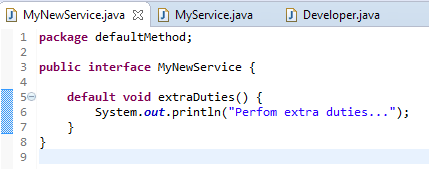 MyNewService.java MyService.java Developer.java
1 package defaultMethod;
2
3 public interface MyNewService {
4
5 default void extraDuties() {
6 System.out.println("Perfom extra duties...");
7 }
8 }
9